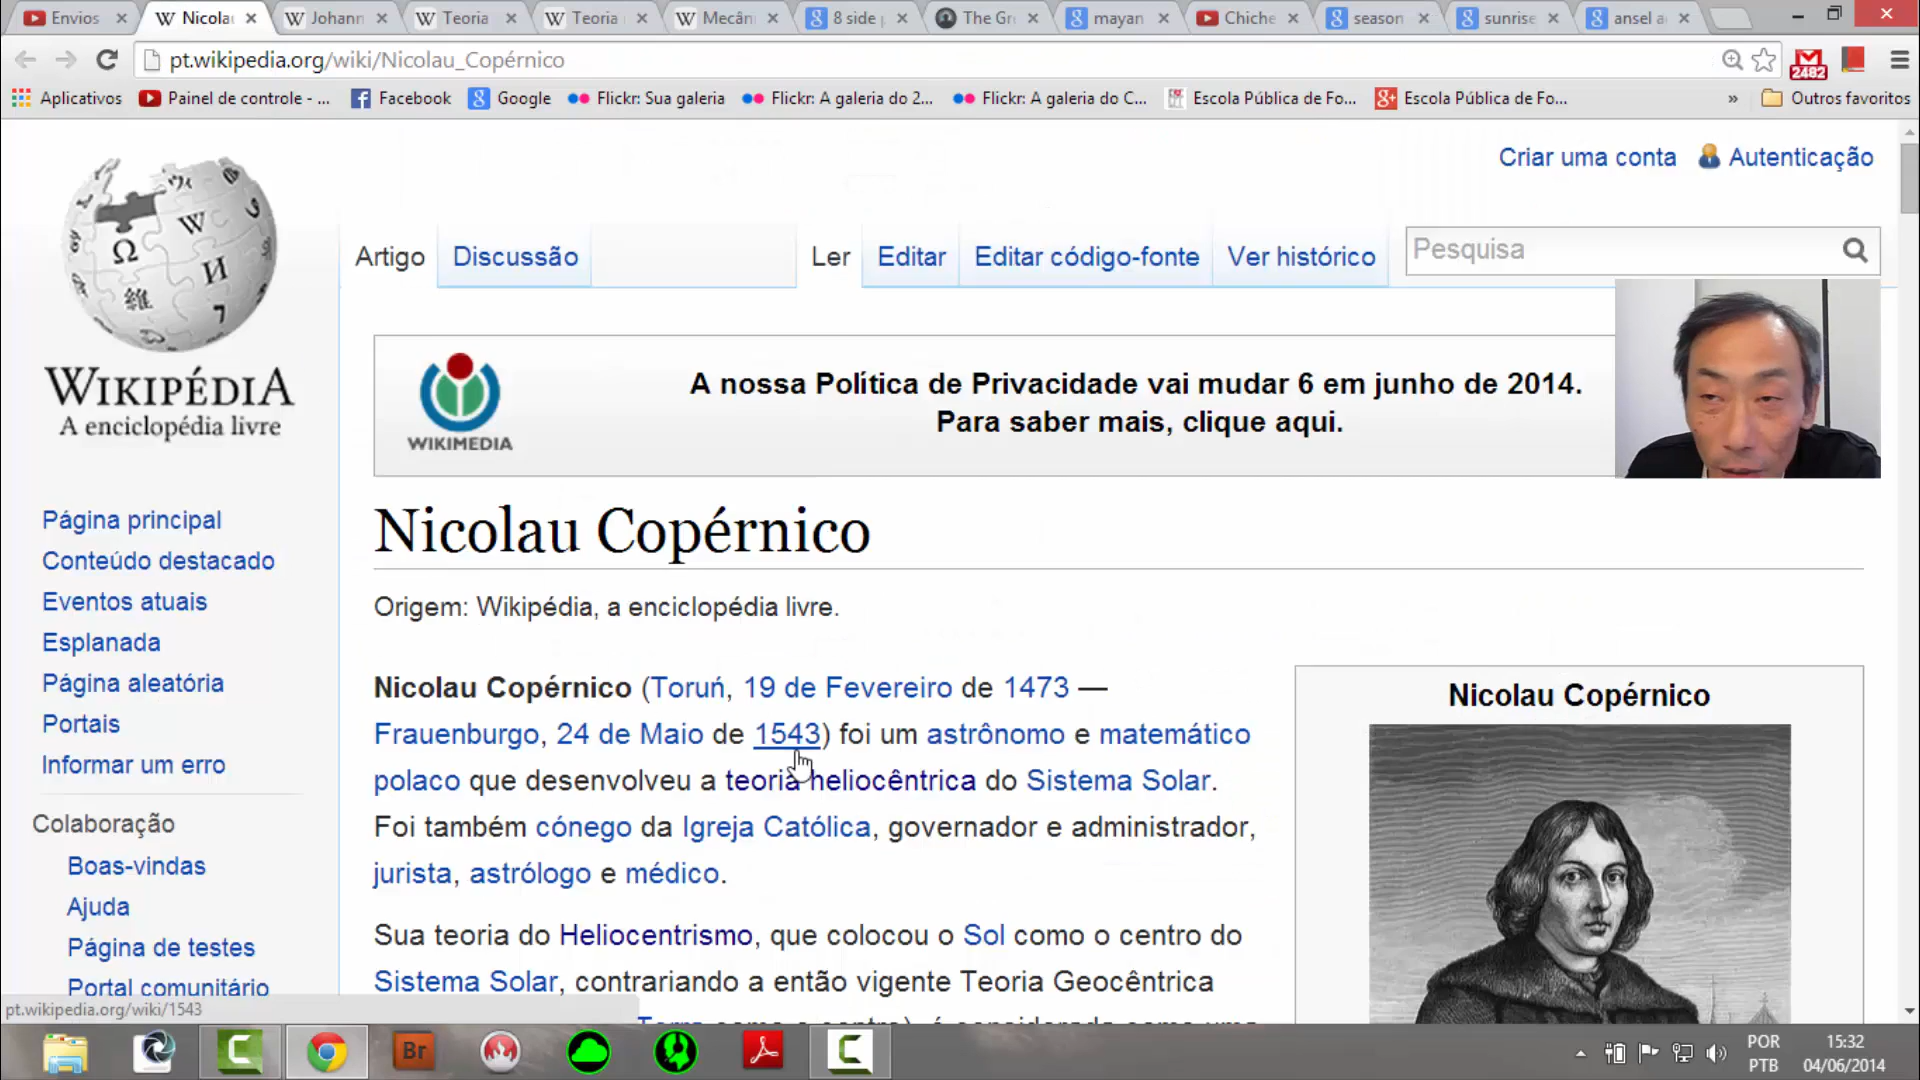 Envios
Nicolau
Johann
Teoria
Teoria
Mecân
8 side
The Gr
mayan
Chiche
season
sunrise
ansel a
pt.wikipedia.org/wiki/Nicolau_Copérnico
2482
Aplicativos
Painel de controle - ...
Facebook
Google
Flickr: Sua galeria
Flickr: A galeria do 2...
Flickr: A galeria do C...
Escola Pública de Fo...
Escola Pública de Fo...
»
Outros favoritos
Criar uma conta
Autenticação
Artigo
Discussão
Ler
Editar
Editar código-fonte
Ver histórico
Pesquisa
WIKIPÉDIA
A enciclopédia livre
WIKIMEDIA
A nossa Política de Privacidade vai mudar 6 em junho de 2014.
Para saber mais, clique aqui.
Nicolau Copérnico
Origem: Wikipédia, a enciclopédia livre.
Página principal
Conteúdo destacado
Eventos atuais
Esplanada
Página aleatória
Portais
Informar um erro
Colaboração
Boas-vindas
Ajuda
Página de testes
Portal comunitário
Nicolau Copérnico (Toruń, 19 de Fevereiro de 1473 —
Frauenburgo, 24 de Maio de 1543) foi um astrônomo e matemático
polaco que desenvolveu a teoria heliocêntrica do Sistema Solar.
Foi também cónego da Igreja Católica, governador e administrador,
jurista, astrólogo e médico.
Sua teoria do Heliocentrismo, que colocou o Sol como o centro do
Sistema Solar, contrariando a então vigente Teoria Geocêntrica
Nicolau Copérnico
pt.wikipedia.org/wiki/1543
Br
POR
PTB
15:32
04/06/2014